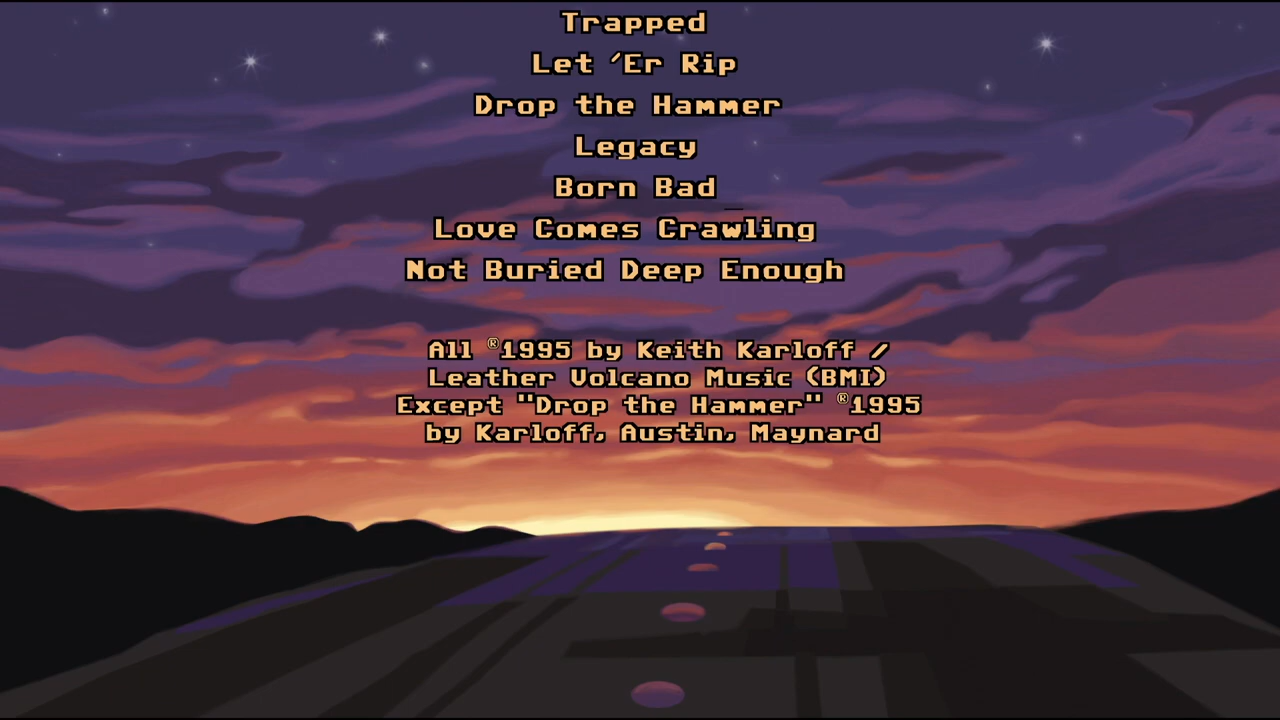 Trapped
Let 'Er Rip
Drop the Hammer
Legacy
Born Bad
Love Comes Crawling
Not Buried Deep Enough
All ®1995 by Keith Karloff /
Leather Volcano Music (BMI)
Except "Drop the Hammer" ®1995
by Karloff, Austin, Maynard